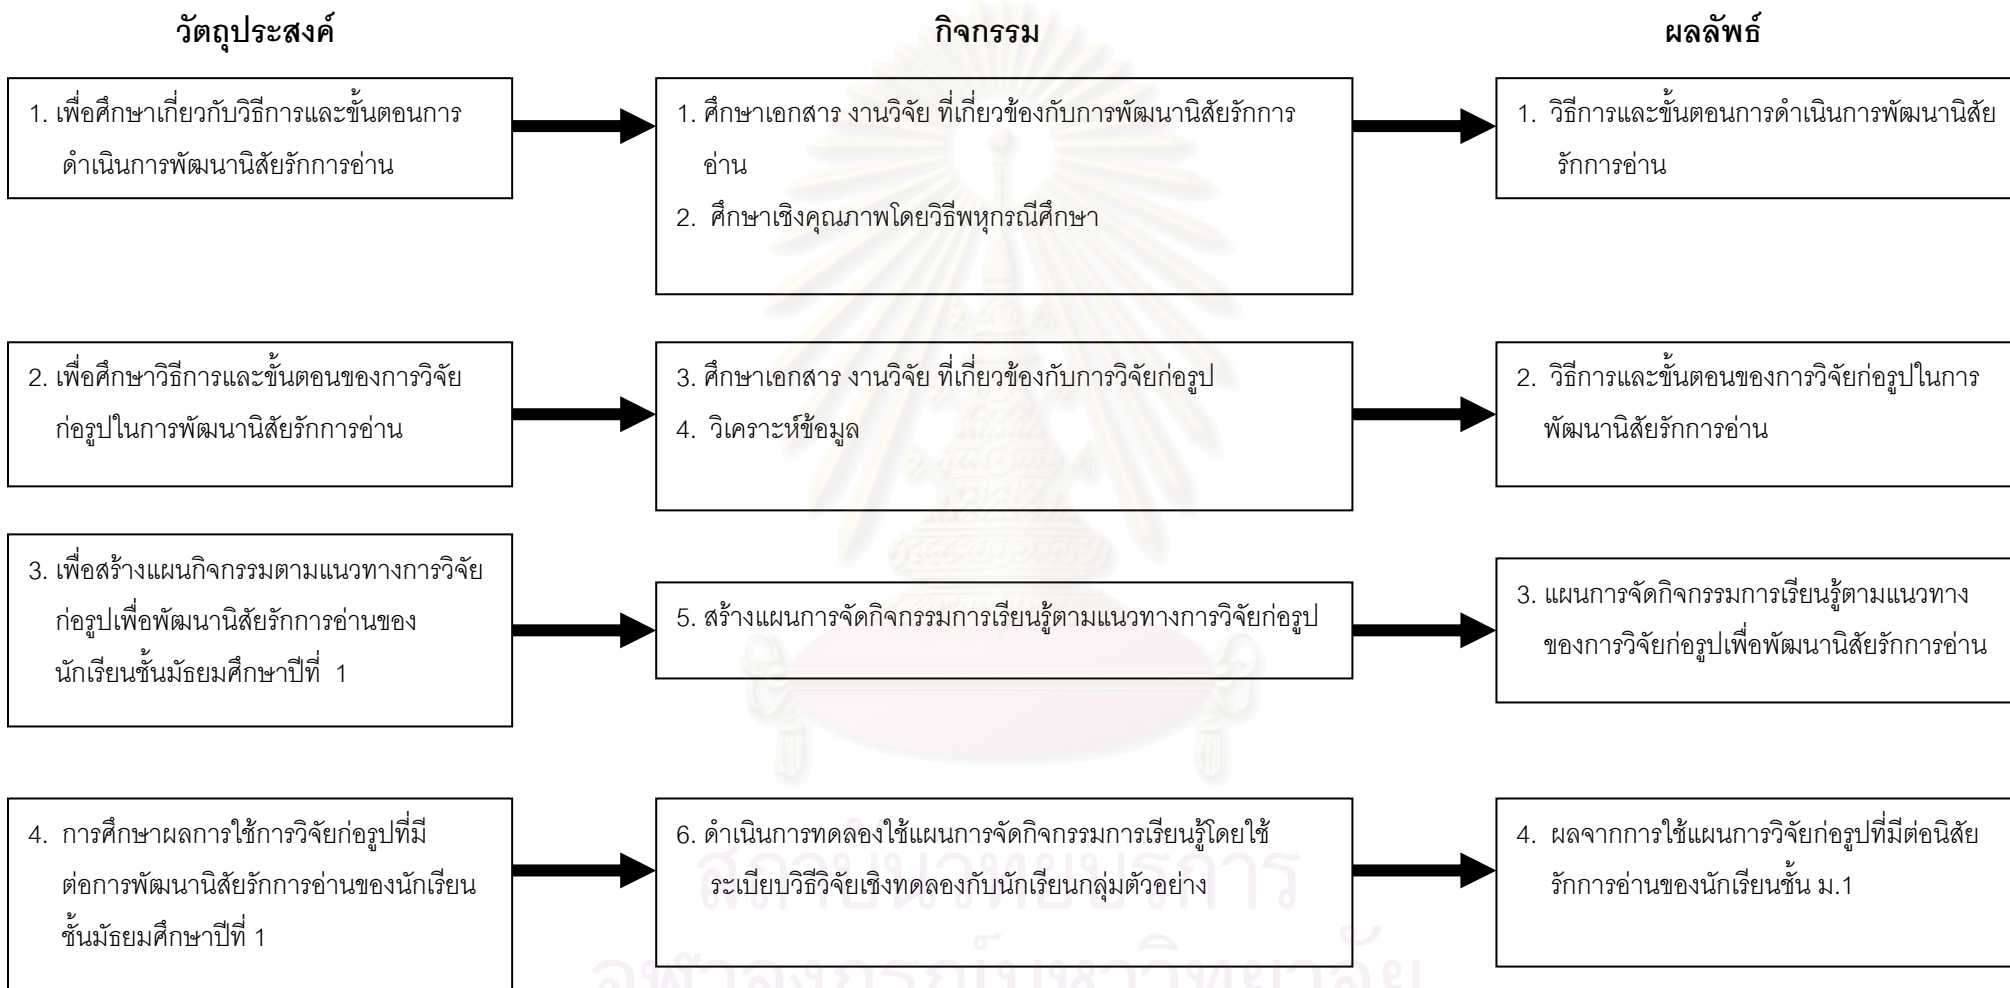 วัตถุประสงค์
กิจกรรม
ผลลัพธ์
1. เพื่อศึกษาเกี่ยวกับวิธีการและขั้นตอนการ
ดำเนินการพัฒนานิสัยรักการอ่าน
1. ศึกษาเอกสาร งานวิจัย ที่เกี่ยวข้องกับการพัฒนานิสัยรักการ
อ่าน
2. ศึกษาเชิงคุณภาพโดยวิธีพหุกรณีศึกษา
1. วิธีการและขั้นตอนการดำเนินการพัฒนานิสัย
รักการอ่าน
2. เพื่อศึกษาวิธีการและขั้นตอนของการวิจัย
ก่อรูปในการพัฒนานิสัยรักการอ่าน
3. ศึกษาเอกสาร งานวิจัย ที่เกี่ยวข้องกับการวิจัยก่อรูป
4. วิเคราะห์ข้อมูล
2. วิธีการและขั้นตอนของการวิจัยก่อรูปในการ
พัฒนานิสัยรักการอ่าน
3. เพื่อสร้างแผนกิจกรรมตามแนวทางการวิจัย
ก่อรูปเพื่อพัฒนานิสัยรักการอ่านของ
นักเรียนชั้นมัธยมศึกษาปีที่ 1
5. สร้างแผนการจัดกิจกรรมการเรียนรู้ตามแนวทางการวิจัยก่อรูป
3. แผนการจัดกิจกรรมการเรียนรู้ตามแนวทาง
ของการวิจัยก่อรูปเพื่อพัฒนานิสัยรักการอ่าน
4. การศึกษาผลการใช้การวิจัยก่อรูปที่มี
ต่อการพัฒนานิสัยรักการอ่านของนักเรียน
ชั้นมัธยมศึกษาปีที่ 1
6. ดำเนินการทดลองใช้แผนการจัดกิจกรรมการเรียนรู้โดยใช้
ระเบียบวิธีวิจัยเชิงทดลองกับนักเรียนกลุ่มตัวอย่าง
4. ผลจากการใช้แผนการวิจัยก่อรูปที่มีต่อนิสัย
รักการอ่านของนักเรียนชั้น ม.1
สถาบันวิทยบริการ
จุฬาลงกรณ์มหาวิทยาลัย